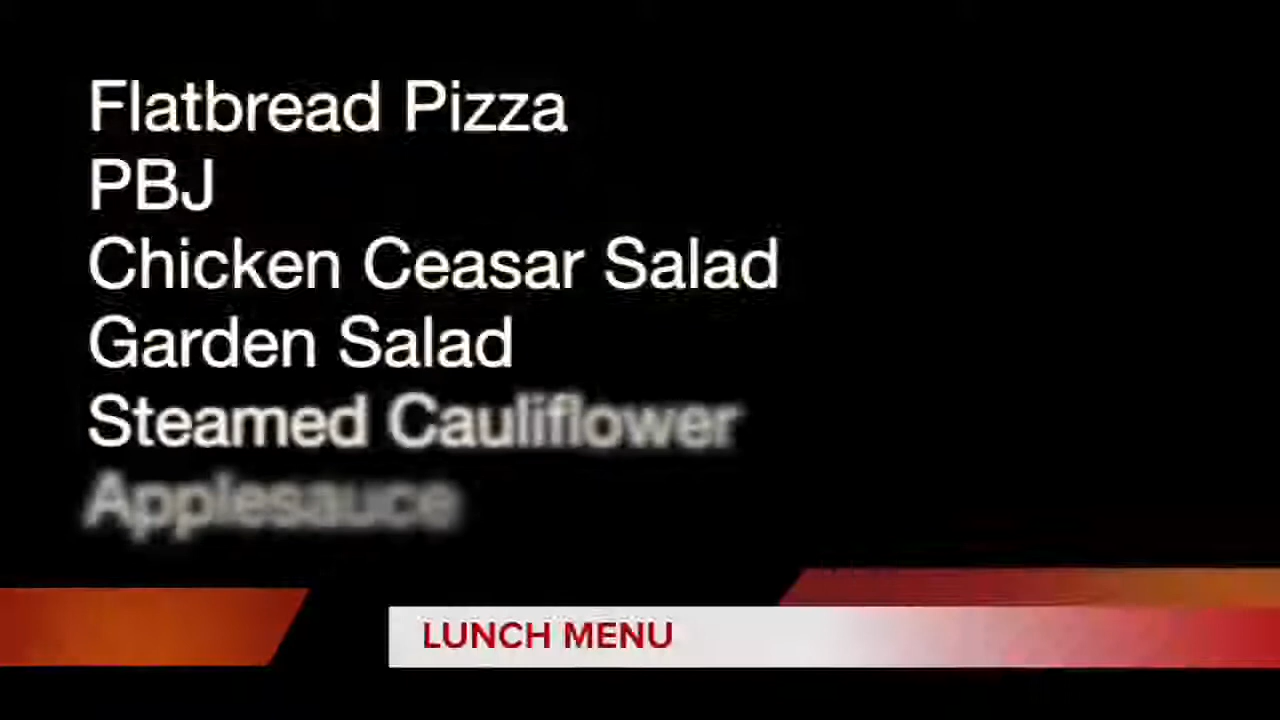 Flatbread Pizza
PBJ
Chicken Ceasar Salad
Garden Salad
Steamed Cauliflower
Applesauce
LUNCH MENU